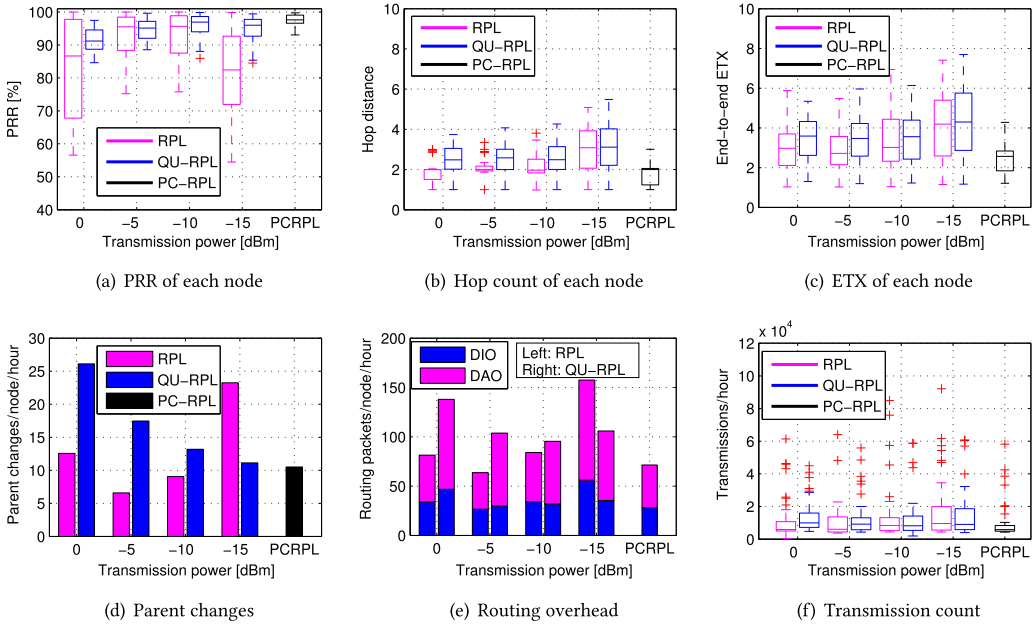 100
90
80
70
60
50
40
PRR [%]
RPL
QU−RPL
PC−RPL
0
−5
−10
−15
PCRPL
Transmission power [dBm]
(a) PRR of each node
10
8
6
4
2
0
Hop distance
RPL
QU−RPL
PC−RPL
0
−5
−10
−15
PCRPL
Transmission power [dBm]
(b) Hop count of each node
10
8
6
4
2
0
End−to−end ETX
RPL
QU−RPL
PC−RPL
0
−5
−10
−15
PCRPL
Transmission power [dBm]
(c) ETX of each node
30
25
20
15
10
5
0
Parent changes/node/hour
RPL
QU−RPL
PC−RPL
0
−5
−10
−15
PCRPL
Transmission power [dBm]
(d) Parent changes
200
150
100
50
0
Routing packets/node/hour
DIO
DAO
Left: RPL
Right: QU−RPL
0
−5
−10
−15
PCRPL
Transmission power [dBm]
(e) Routing overhead
x 10⁴
12
10
8
6
4
2
0
Transmissions/hour
RPL
QU−RPL
PC−RPL
0
−5
−10
−15
PCRPL
Transmission power [dBm]
(f) Transmission count